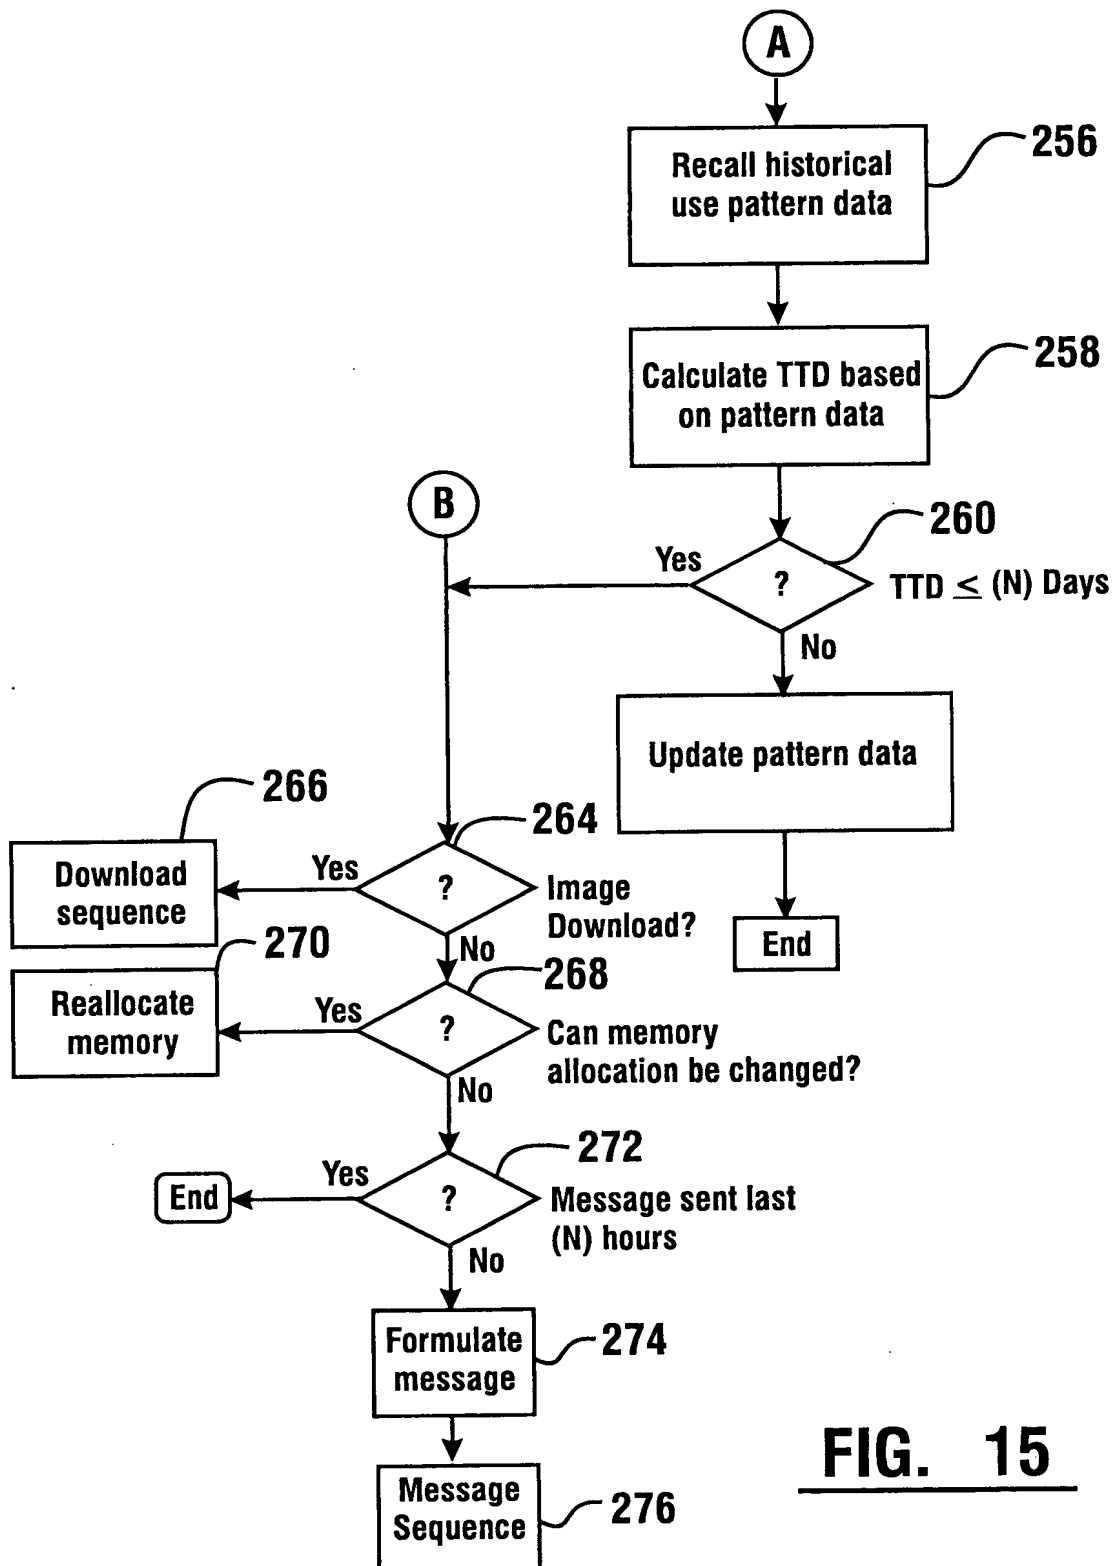 A
Recall historical
use pattern data
256
Calculate TTD based
on pattern data
258
B
260
Yes
?
TTD ≤ (N) Days
No
Update pattern data
End
266
Download
sequence
Yes
264
?
Image
Download?
No
270
Reallocate
memory
Yes
268
?
Can memory
allocation be changed?
No
272
Yes
End
?
Message sent last
(N) hours
No
Formulate
message
274
Message
Sequence
276
FIG. 15